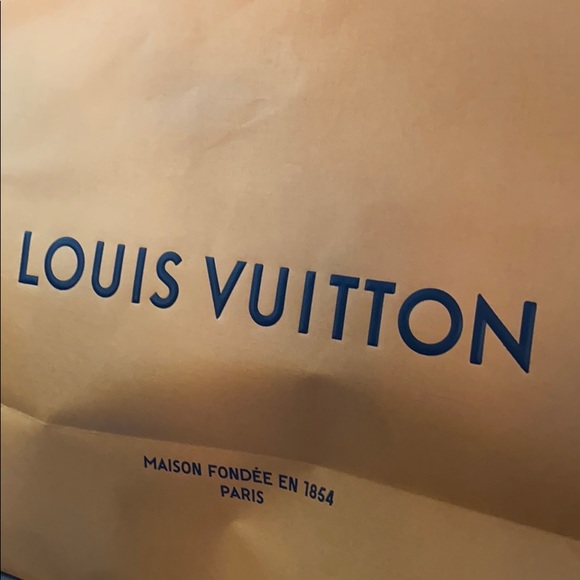 LOUIS VUITTON
MAISON FONDÉE EN 1854
PARIS